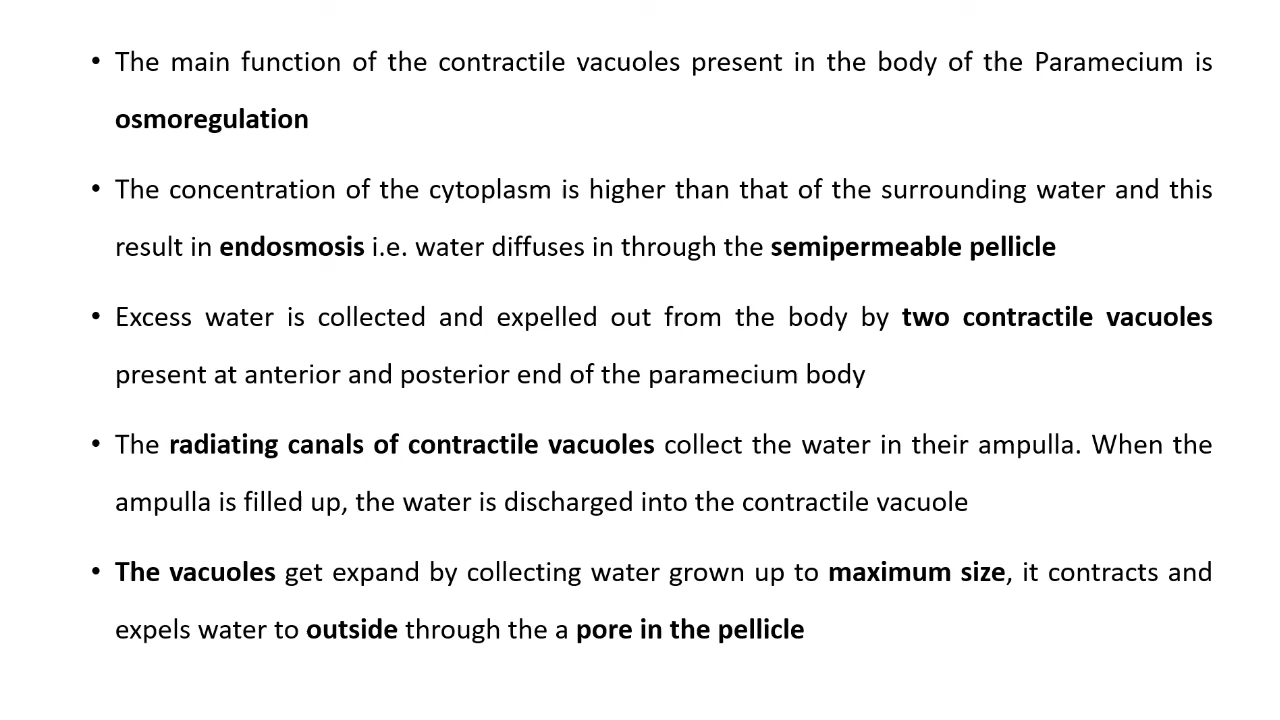 • The main function of the contractile vacuoles present in the body of the Paramecium is
osmoregulation
• The concentration of the cytoplasm is higher than that of the surrounding water and this
result in endosmosis i.e. water diffuses in through the semipermeable pellicle
• Excess water is collected and expelled out from the body by two contractile vacuoles
present at anterior and posterior end of the paramecium body
• The radiating canals of contractile vacuoles collect the water in their ampulla. When the
ampulla is filled up, the water is discharged into the contractile vacuole
• The vacuoles get expand by collecting water grown up to maximum size, it contracts and
expels water to outside through the a pore in the pellicle